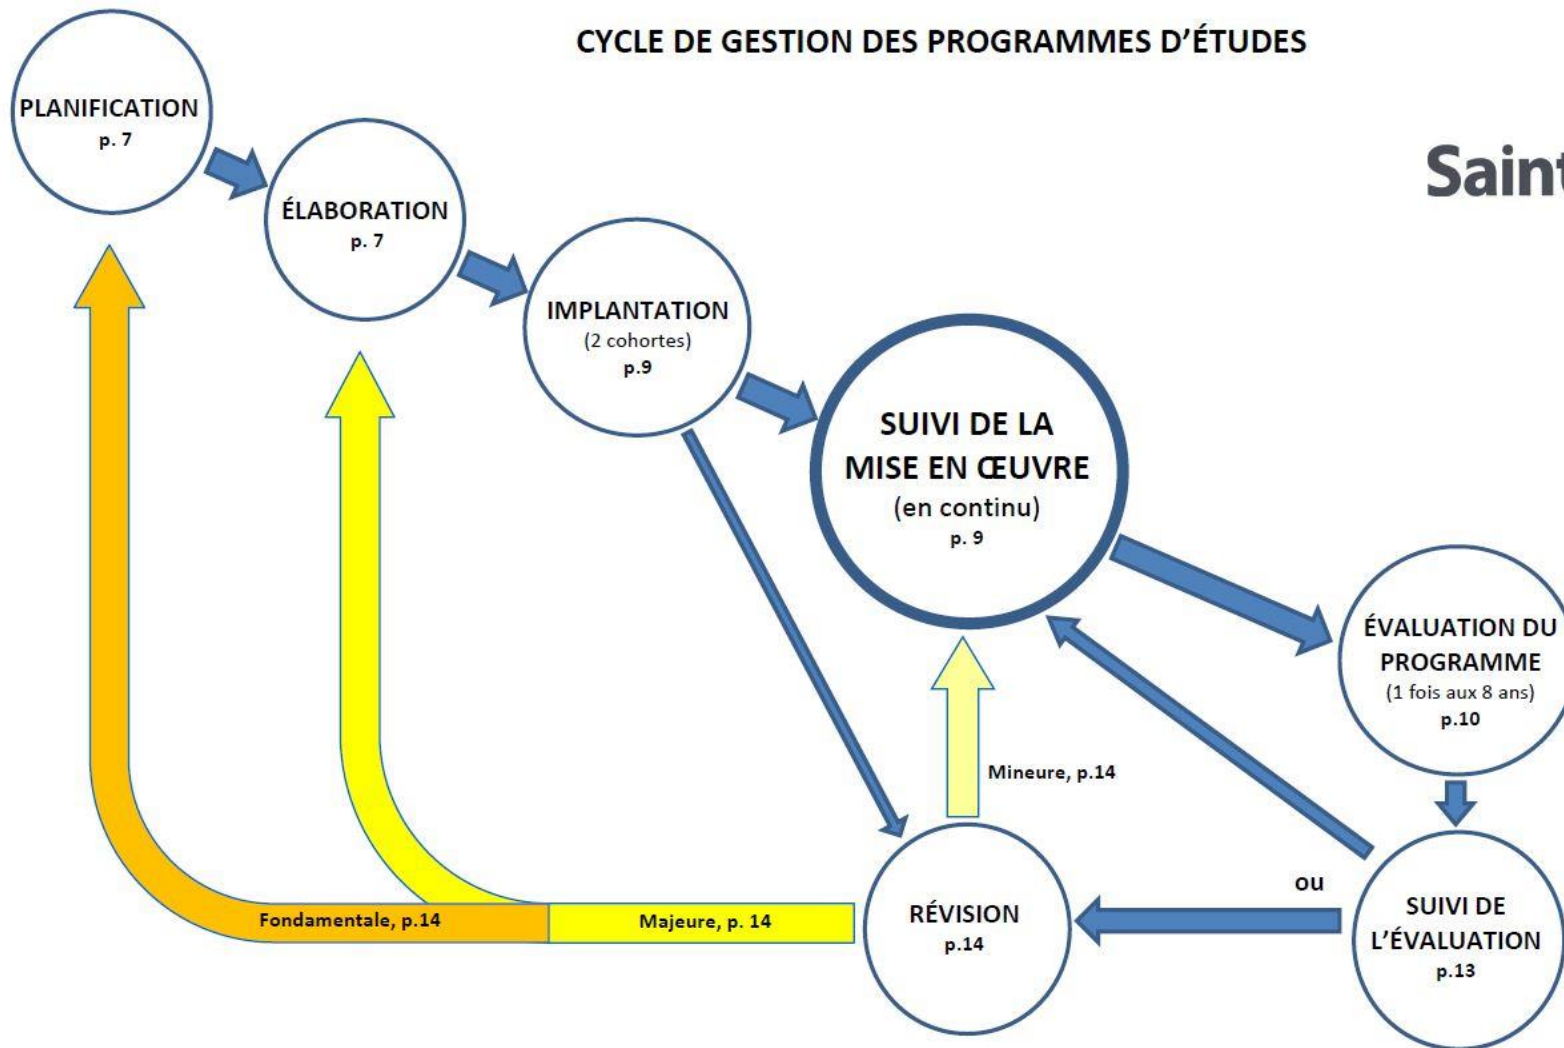 CYCLE DE GESTION DES PROGRAMMES D'ÉTUDES
PLANIFICATION
p. 7
ÉLABORATION
p. 7
IMPLANTATION
(2 cohortes)
p.9
SUIVI DE LA
MISE EN ŒUVRE
(en continu)
p. 9
ÉVALUATION DU
PROGRAMME
(1 fois aux 8 ans)
p.10
SUIVI DE
L'ÉVALUATION
p.13
ou
RÉVISION
p.14
Mineure, p.14
Majeure, p. 14
Fondamentale, p.14